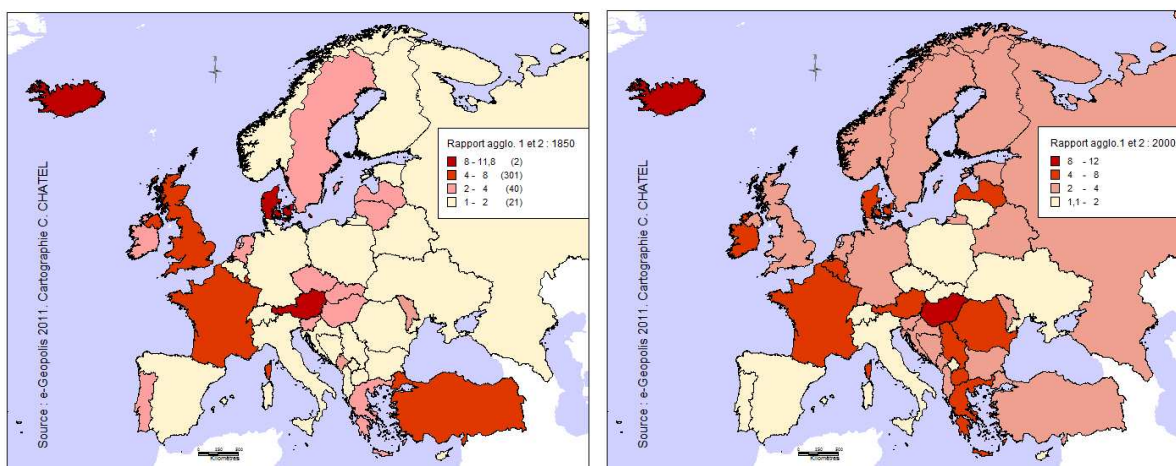 Source : e-Geopolis 2011. Cartographie C. CHATEL
Rapport agglo. 1 et 2 : 1850
8 - 11,8 (2)
4 - 8 (301)
2 - 4 (40)
1 - 2 (21)
Kilomètres
Source : e-Geopolis 2011. Cartographie C. CHATEL
Rapport agglo.1 et 2 : 2000
8 - 12
4 - 8
2 - 4
1,1 - 2
Kilomètres